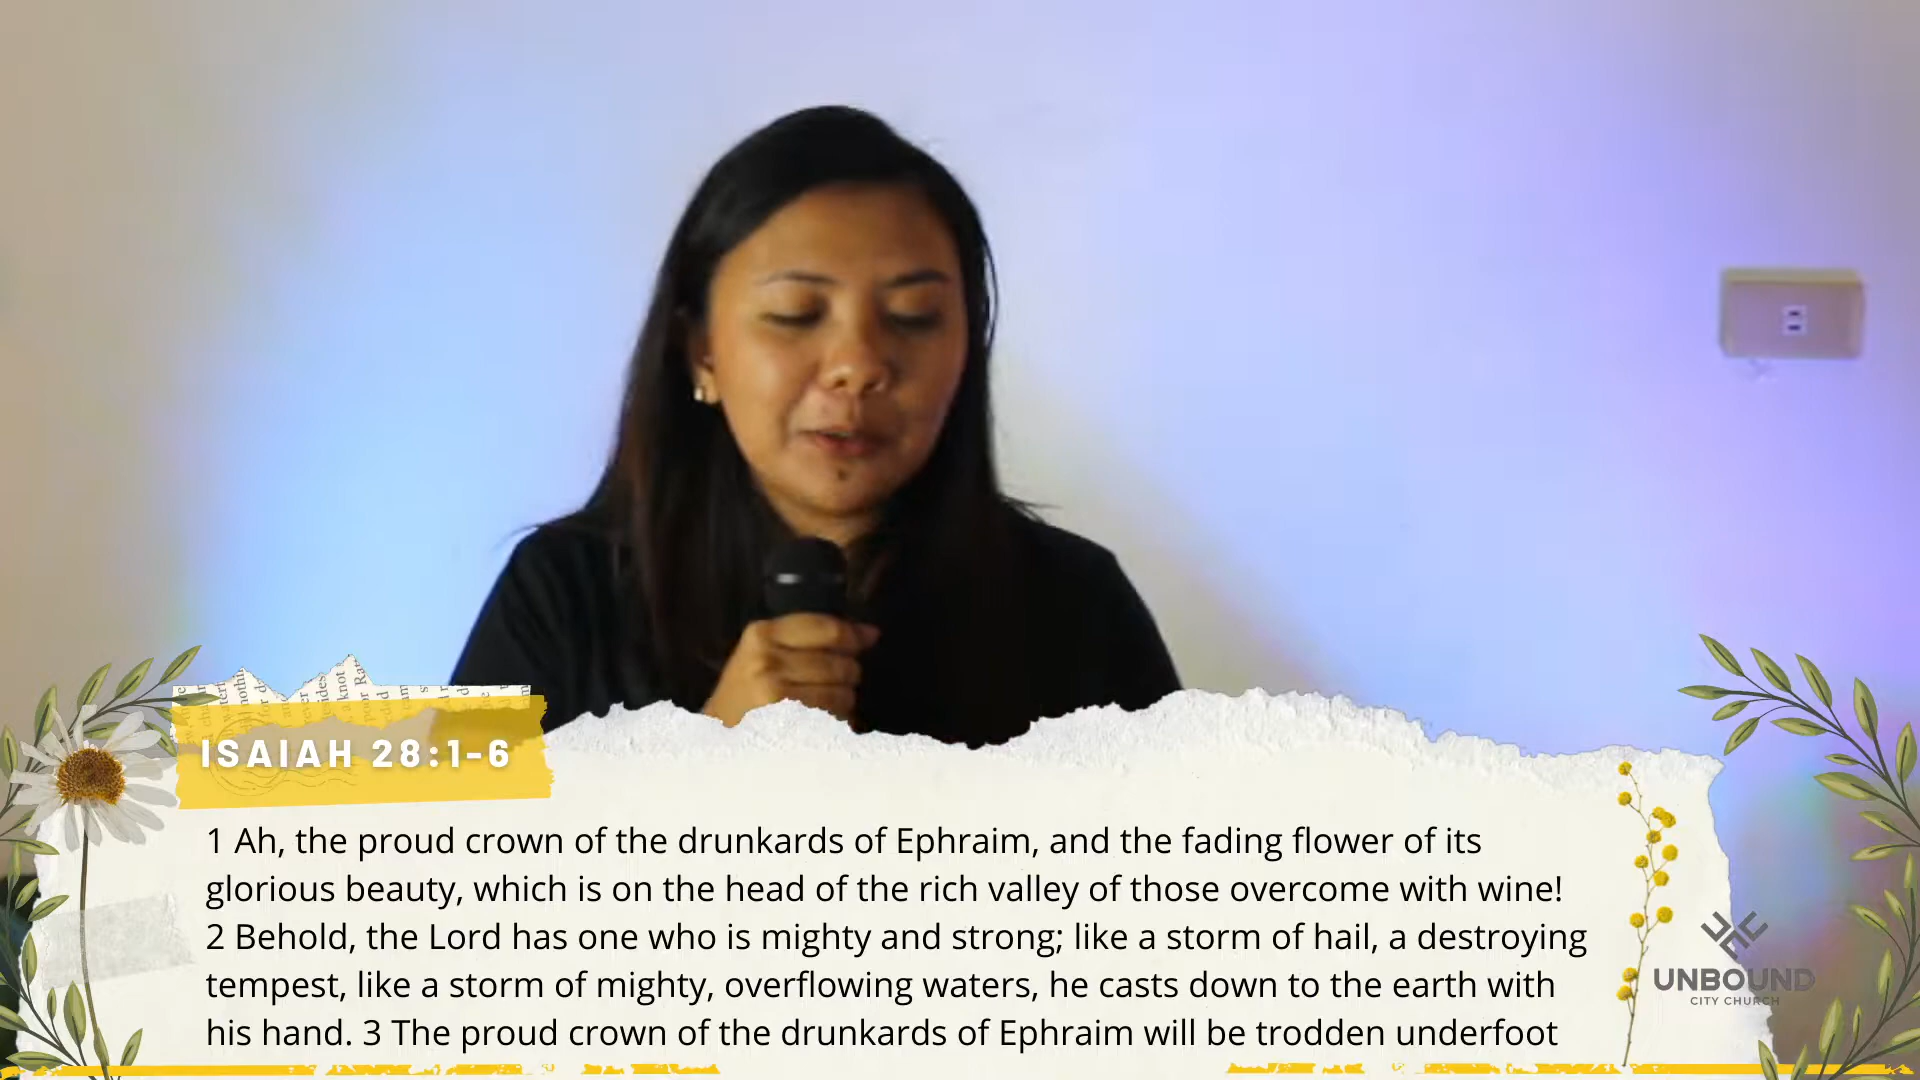 ISAIAH 28:1-6
1 Ah, the proud crown of the drunkards of Ephraim, and the fading flower of its
glorious beauty, which is on the head of the rich valley of those overcome with wine!
2 Behold, the Lord has one who is mighty and strong; like a storm of hail, a destroying
tempest, like a storm of mighty, overflowing waters, he casts down to the earth with
his hand. 3 The proud crown of the drunkards of Ephraim will be trodden underfoot
UNBOUND
CITY CHURCH